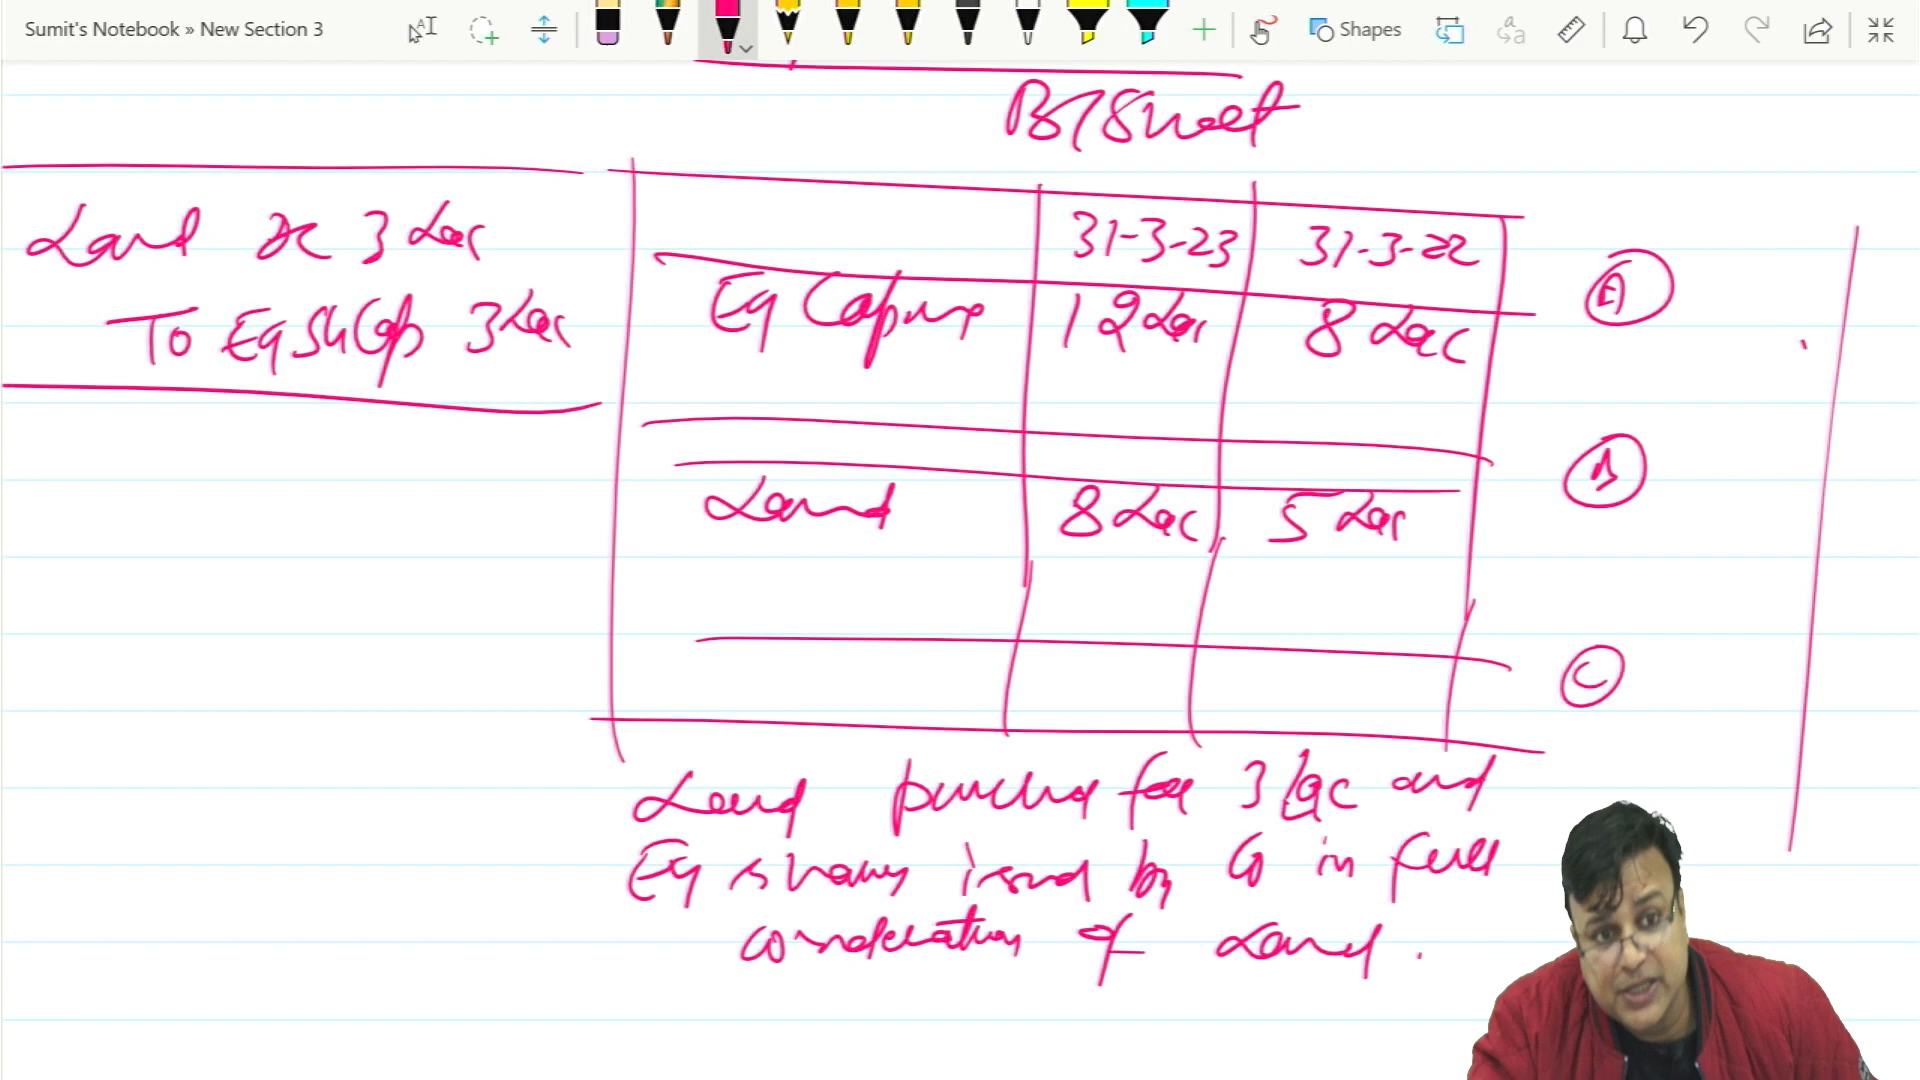 Sumit's Notebook » New Section 3
Shapes
B/Sheet
Land Dr 3 Lac
To Eq Sh Cap 3 Lac
31-3-23 31-3-22
Eq 12 Lac 8 Lac
A
Land 8 Lac 5 Lac
B
C
Land for 3 Lac and
Eq shares issued by Co in full
consideration of Land.